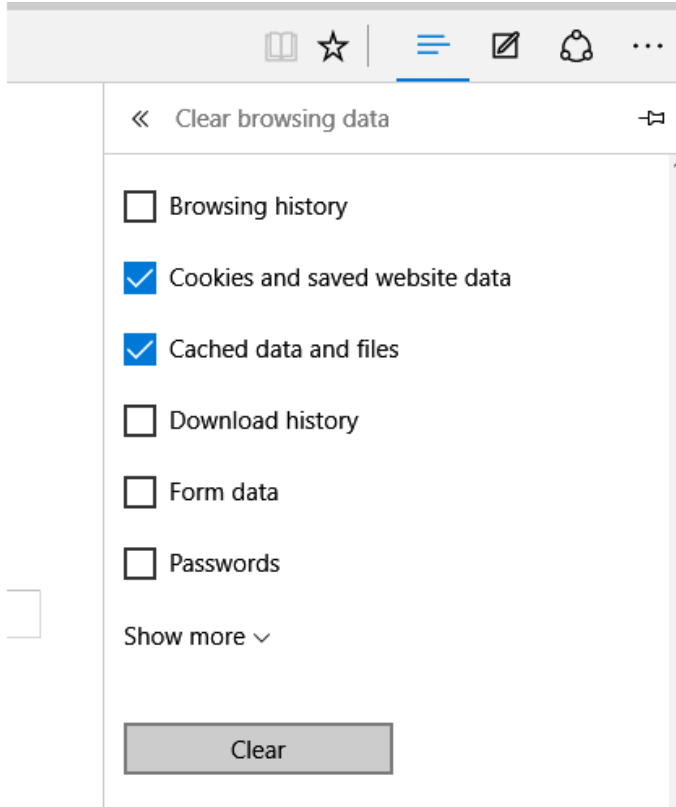 Clear browsing data
Browsing history
Cookies and saved website data
Cached data and files
Download history
Form data
Passwords
Show more
Clear